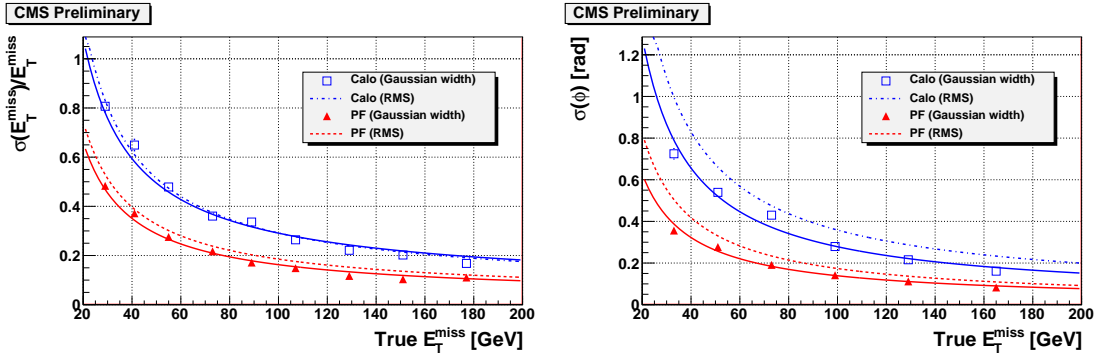 CMS Preliminary
σ(E_T^miss)/E_T^miss
1
0.8
0.6
0.4
0.2
0
Calo (Gaussian width)
Calo (RMS)
PF (Gaussian width)
PF (RMS)
20 40 60 80 100 120 140 160 180 200
True E_T^miss [GeV]
CMS Preliminary
σ(φ) [rad]
1.2
1
0.8
0.6
0.4
0.2
0
Calo (Gaussian width)
Calo (RMS)
PF (Gaussian width)
PF (RMS)
20 40 60 80 100 120 140 160 180 200
True E_T^miss [GeV]